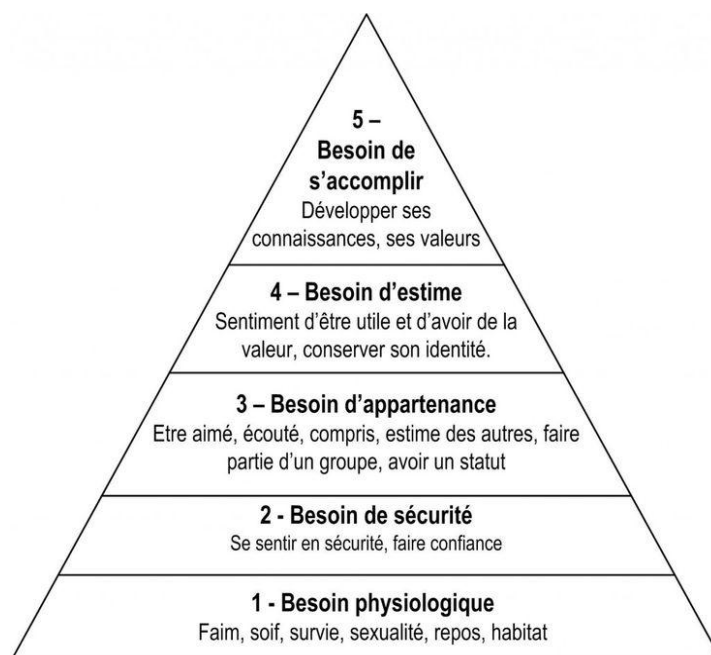 5 –
Besoin de
s'accomplir
Développer ses
connaissances, ses valeurs
4 – Besoin d'estime
Sentiment d'être utile et d'avoir de la
valeur, conserver son identité.
3 – Besoin d'appartenance
Etre aimé, écouté, compris, estime des autres, faire
partie d'un groupe, avoir un statut
2 - Besoin de sécurité
Se sentir en sécurité, faire confiance
1 - Besoin physiologique
Faim, soif, survie, sexualité, repos, habitat